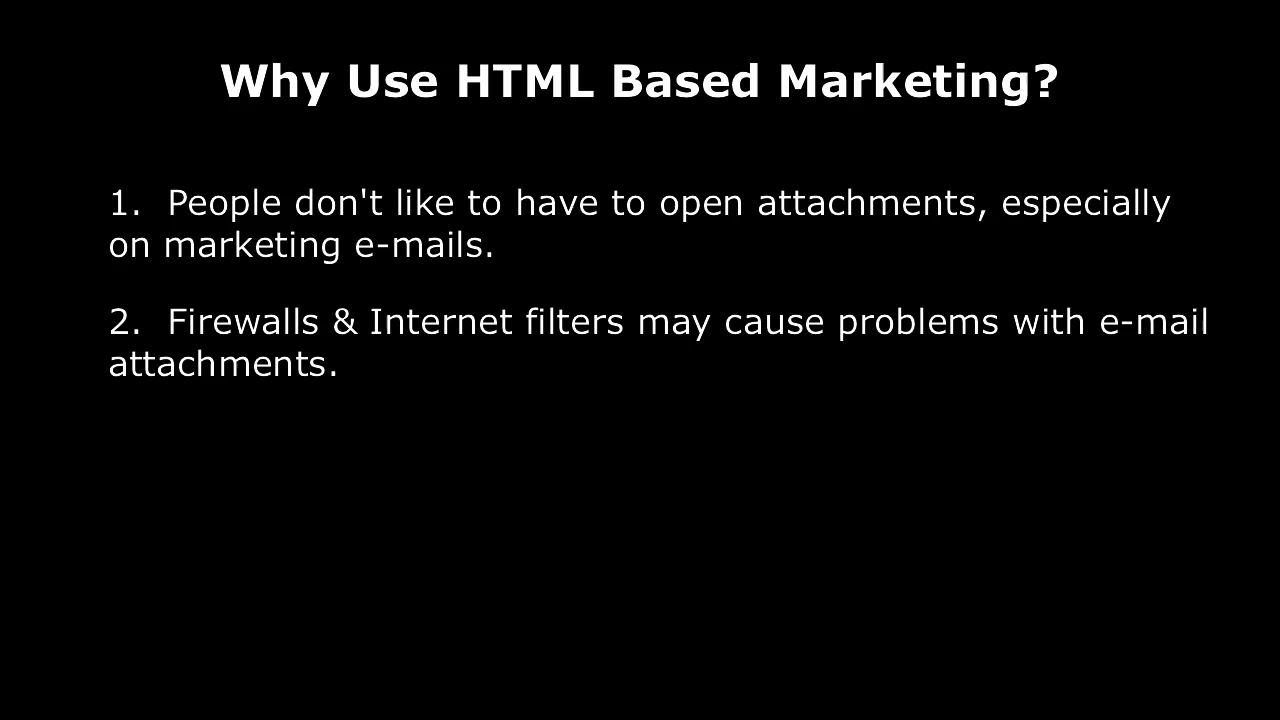 Why Use HTML Based Marketing?
1.  People don't like to have to open attachments, especially
on marketing e-mails.
2.  Firewalls & Internet filters may cause problems with e-mail
attachments.